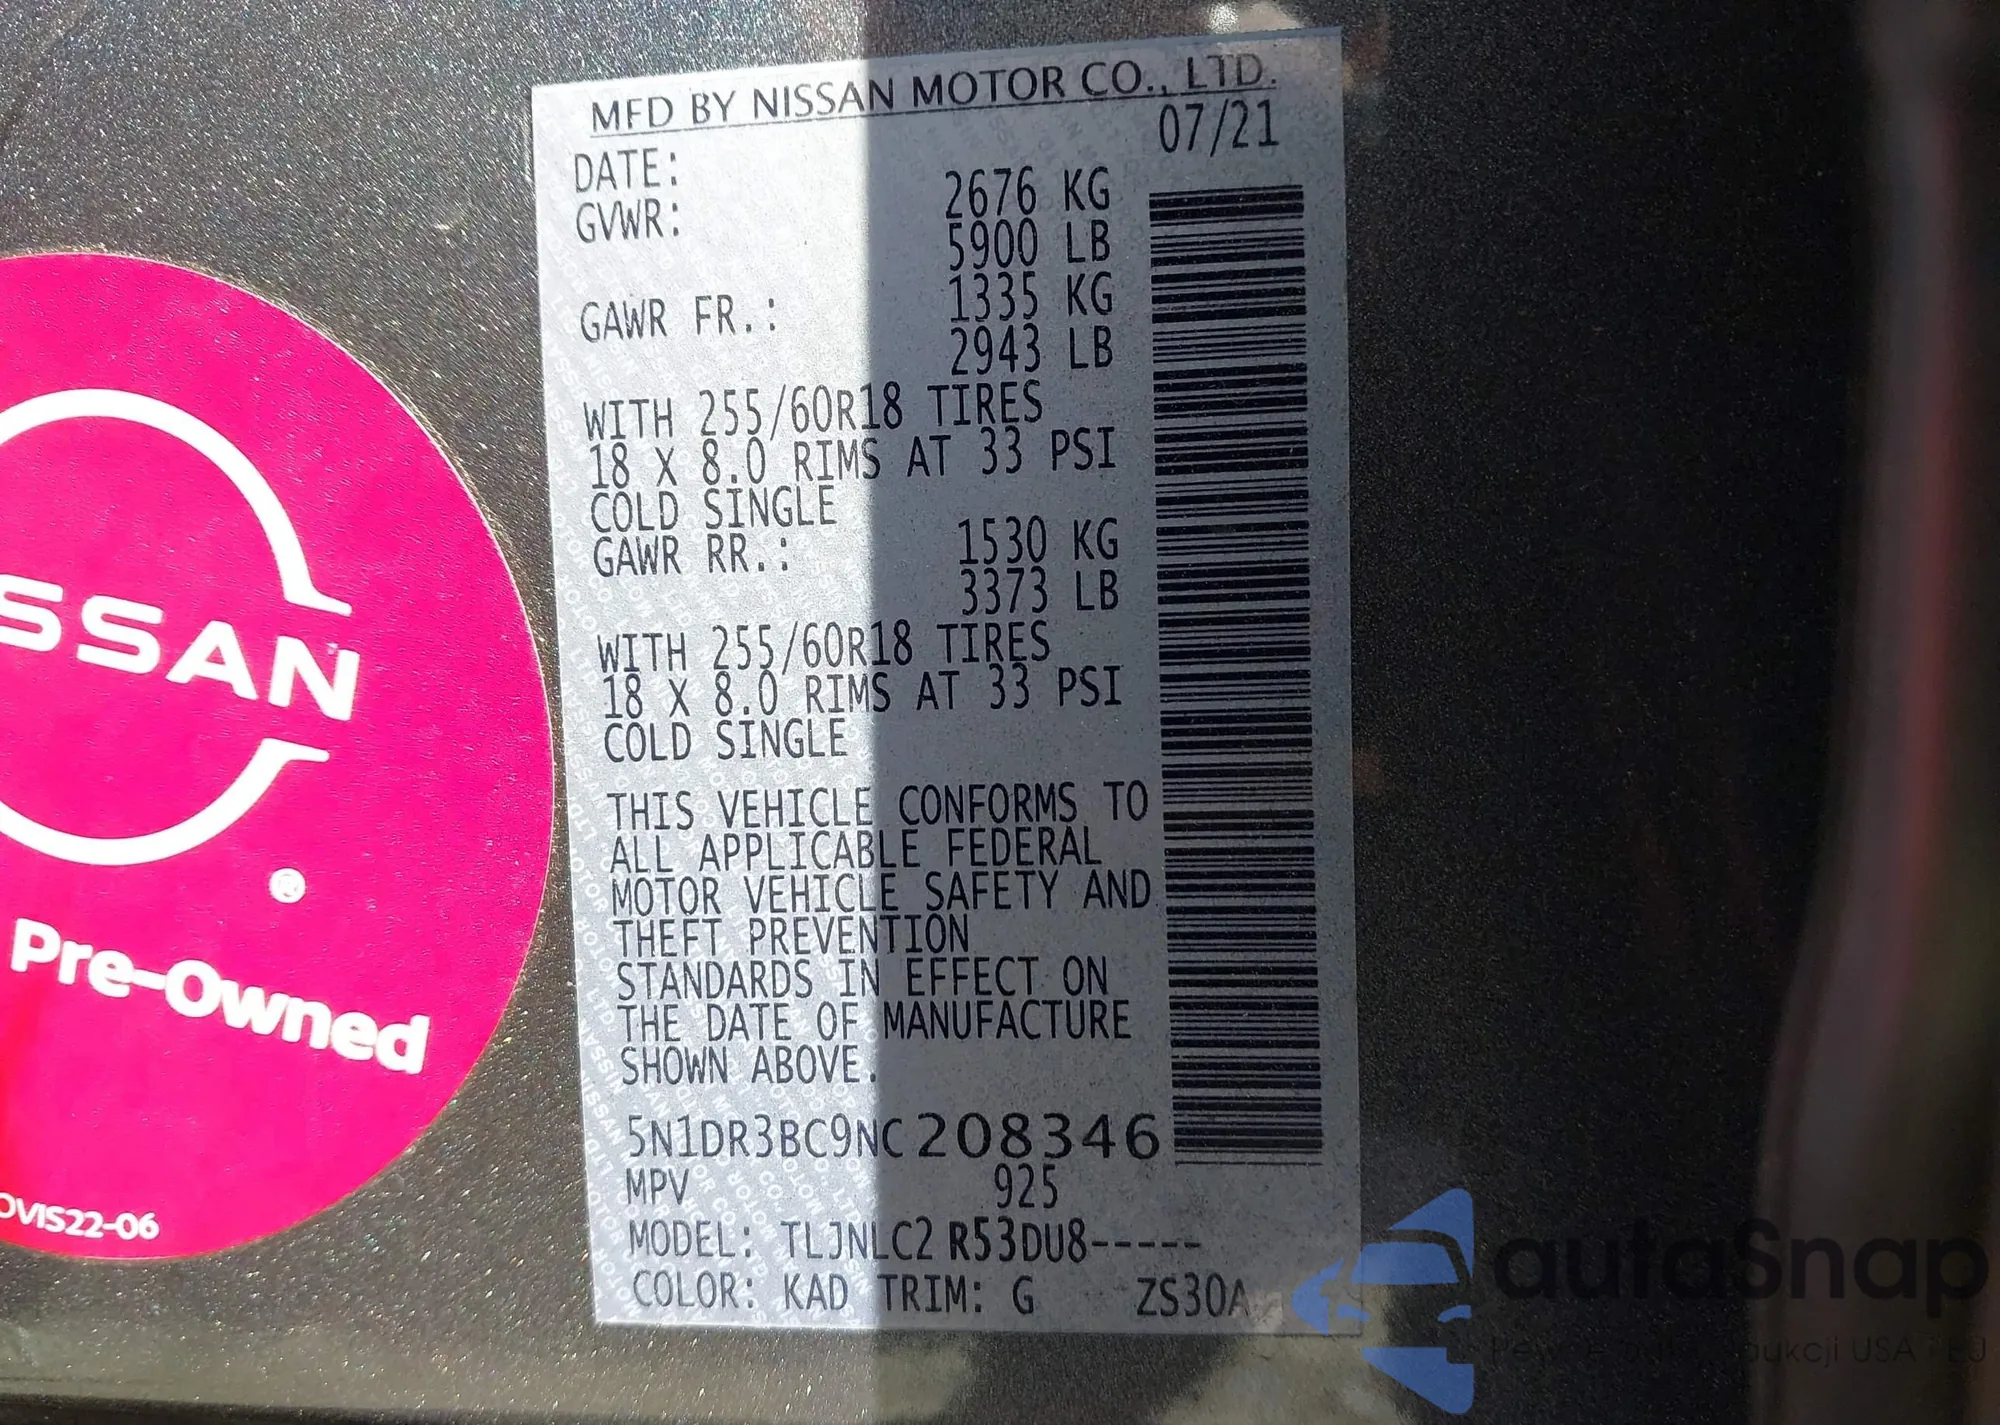 MFD BY NISSAN MOTOR CO., LTD.
DATE: 07/21
GVWR: 2676 KG
5900 LB
GAWR FR.: 1335 KG
2943 LB
WITH 255/60R18 TIRES
18 X 8.0 RIMS AT 33 PSI
COLD SINGLE
GAWR RR.: 1530 KG
3373 LB
WITH 255/60R18 TIRES
18 X 8.0 RIMS AT 33 PSI
COLD SINGLE
THIS VEHICLE CONFORMS TO
ALL APPLICABLE FEDERAL
MOTOR VEHICLE SAFETY AND
THEFT PREVENTION
STANDARDS IN EFFECT ON
THE DATE OF MANUFACTURE
SHOWN ABOVE.
5N1DR3BC9NC208346
MPV 925
MODEL: TLJNLC2 R53DU8-----
COLOR: KAD TRIM: G ZS30A
SSAN
®
Pre-Owned
OVIS22-06
autaSnap
USA i EU